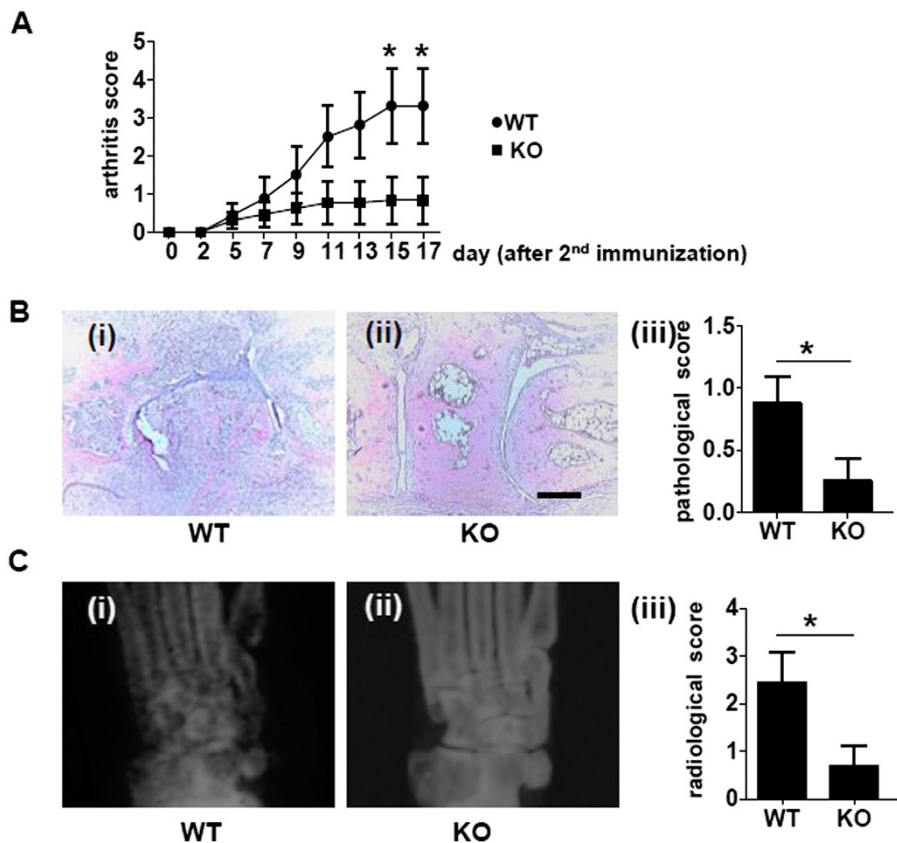 A
arthritis score
5
4
3
2
1
0
* *
0 2 5 7 9 11 13 15 17
day (after 2nd immunization)
WT
KO
B
(i)
WT
(ii)
KO
(iii)
pathological score
1.5
1.0
0.5
0.0
*
WT KO
C
(i)
WT
(ii)
KO
(iii)
radiological score
4
3
2
1
0
*
WT KO